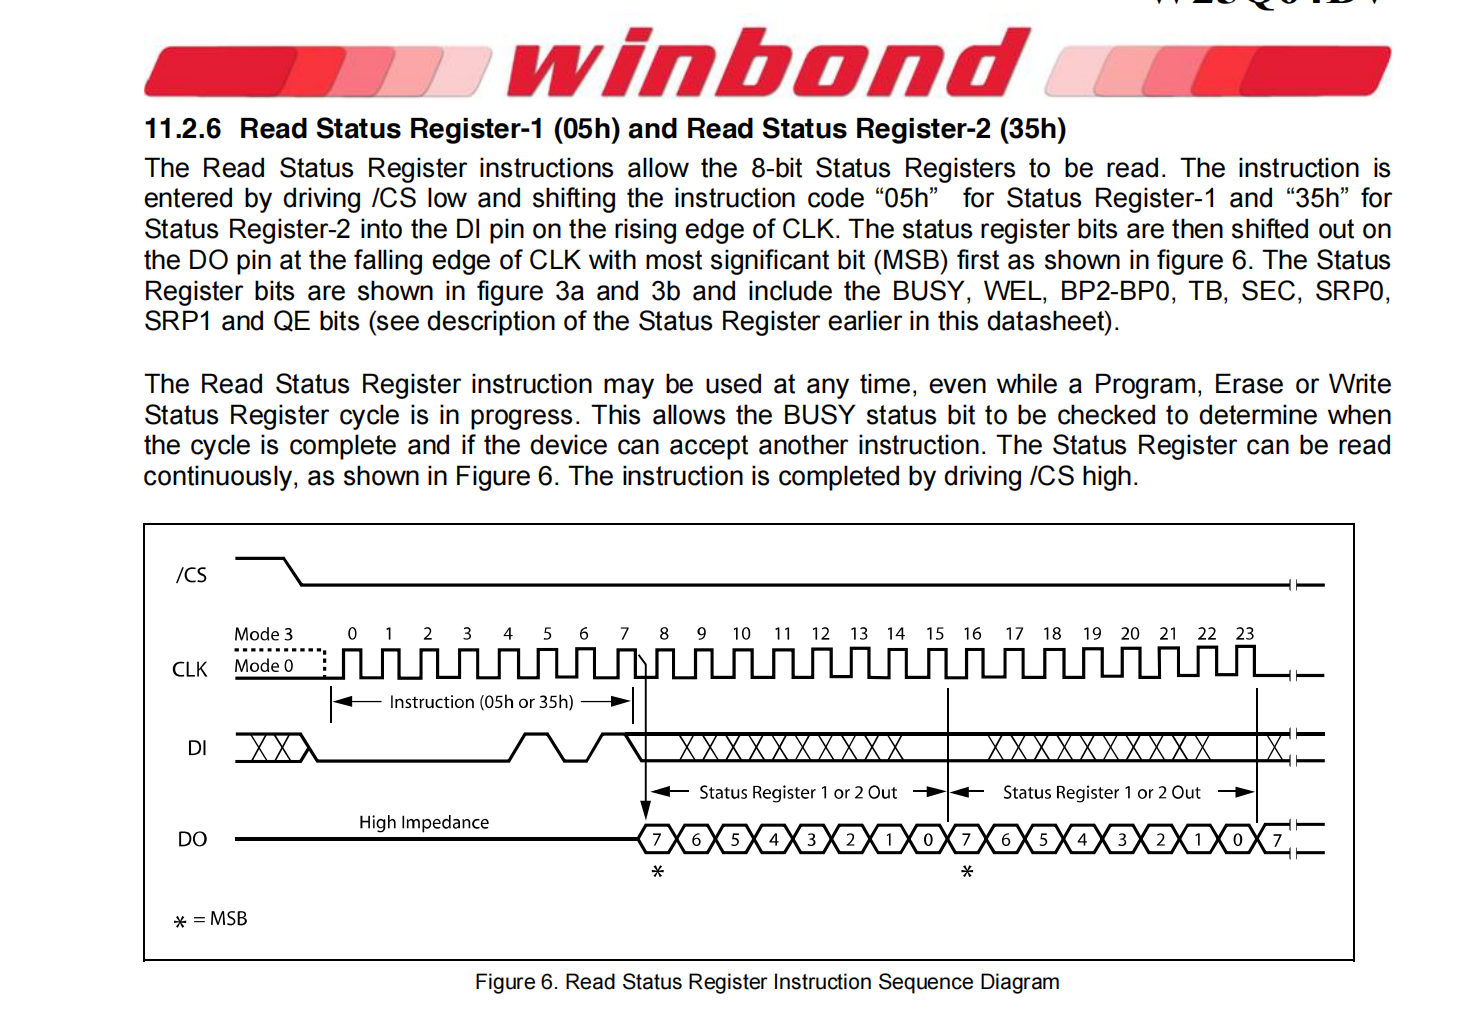 winbond
11.2.6 Read Status Register-1 (05h) and Read Status Register-2 (35h)
The Read Status Register instructions allow the 8-bit Status Registers to be read. The instruction is
entered by driving /CS low and shifting the instruction code “05h” for Status Register-1 and “35h” for
Status Register-2 into the DI pin on the rising edge of CLK. The status register bits are then shifted out on
the DO pin at the falling edge of CLK with most significant bit (MSB) first as shown in figure 6. The Status
Register bits are shown in figure 3a and 3b and include the BUSY, WEL, BP2-BP0, TB, SEC, SRP0,
SRP1 and QE bits (see description of the Status Register earlier in this datasheet).
The Read Status Register instruction may be used at any time, even while a Program, Erase or Write
Status Register cycle is in progress. This allows the BUSY status bit to be checked to determine when
the cycle is complete and if the device can accept another instruction. The Status Register can be read
continuously, as shown in Figure 6. The instruction is completed by driving /CS high.
/CS
Mode 3 0 1 2 3 4 5 6 7 8 9 10 11 12 13 14 15 16 17 18 19 20 21 22 23
CLK Mode 0
Instruction (05h or 35h)
DI
Status Register 1 or 2 Out Status Register 1 or 2 Out
High Impedance
DO 7 6 5 4 3 2 1 0 7 6 5 4 3 2 1 0 7
* *
* = MSB
Figure 6. Read Status Register Instruction Sequence Diagram